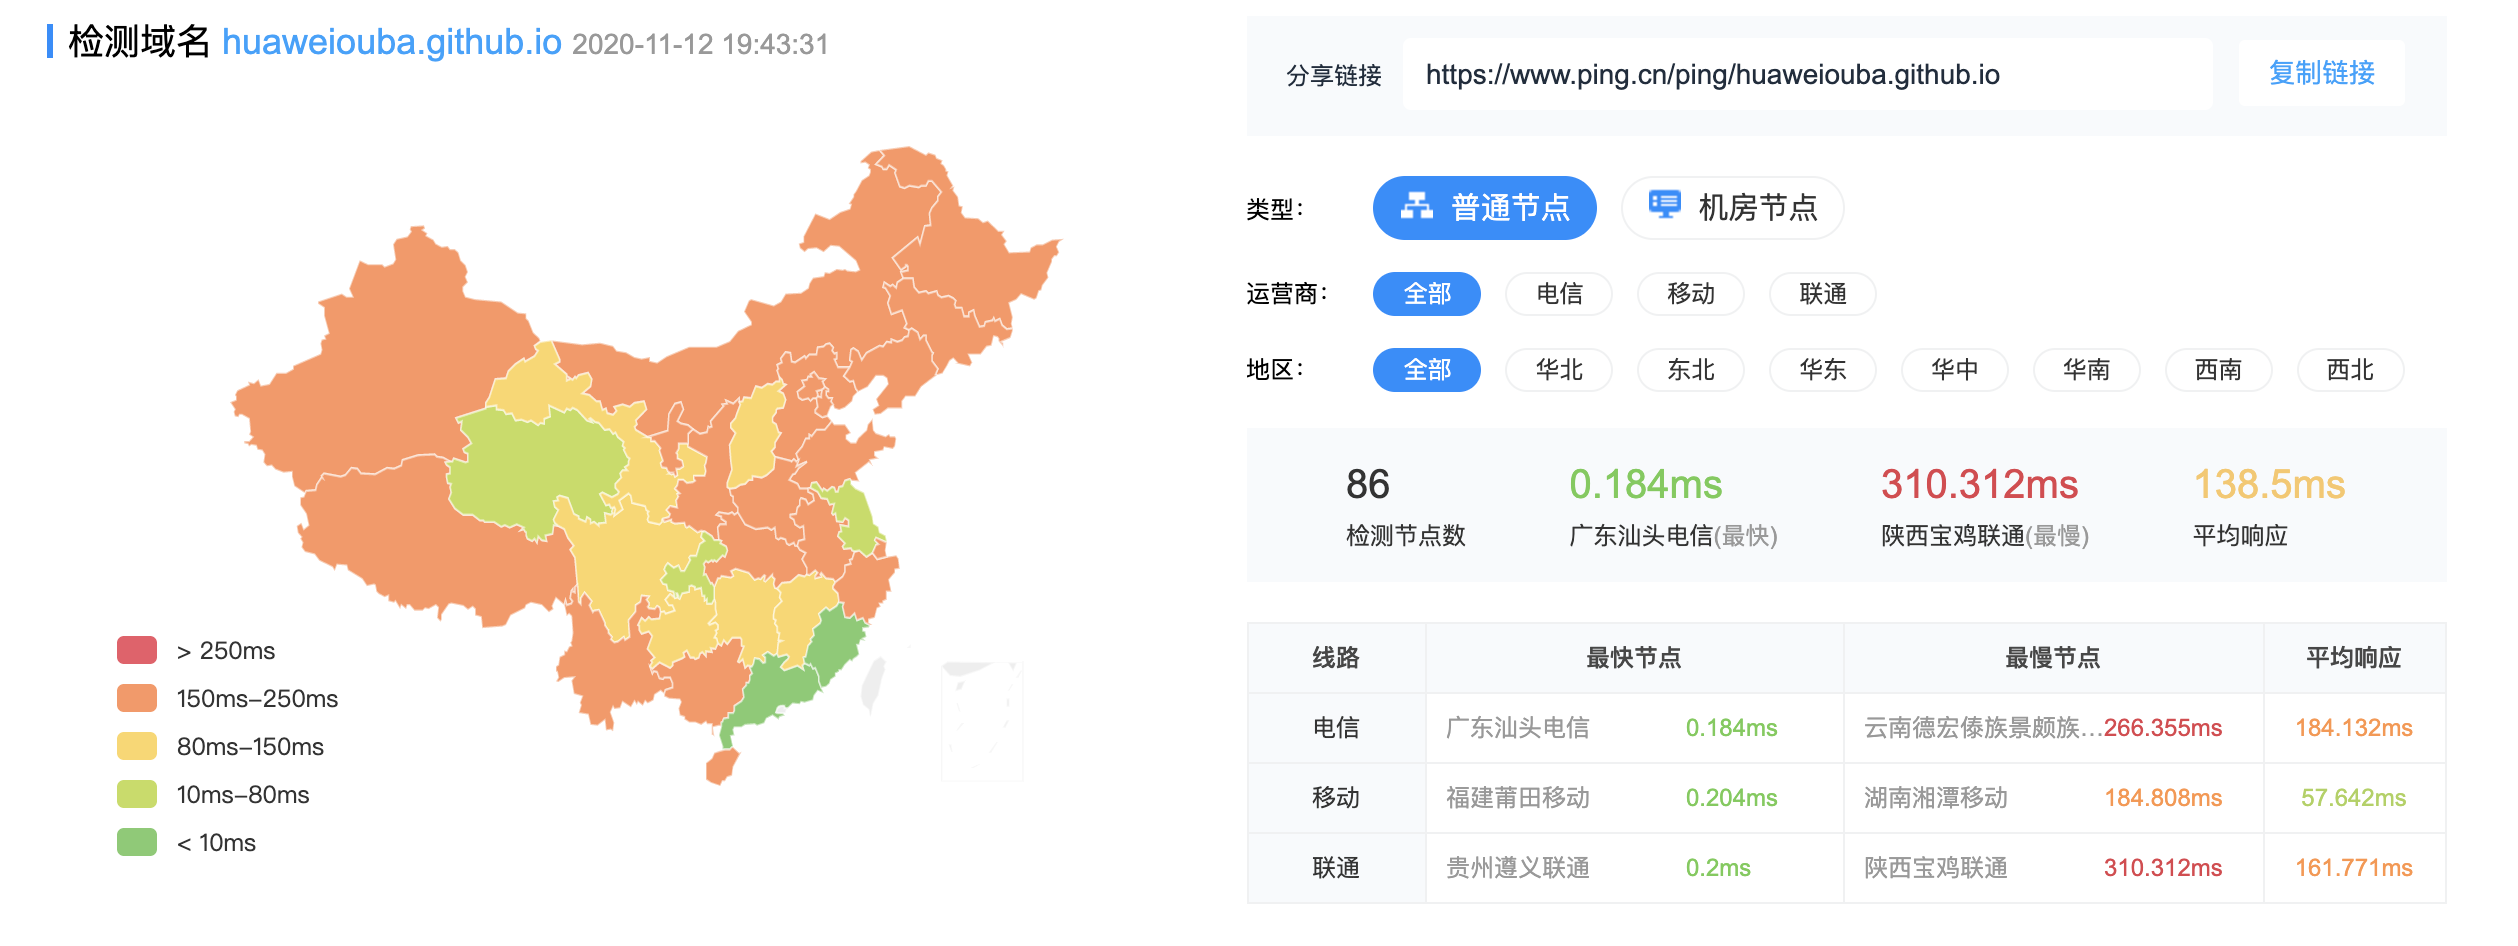 检测域名 huaweiouba.github.io 2020-11-12 19:43:31
> 250ms
150ms-250ms
80ms-150ms
10ms-80ms
< 10ms
分享链接 https://www.ping.cn/ping/huaweiouba.github.io 复制链接
类型: 普通节点 机房节点
运营商: 全部 电信 移动 联通
地区: 全部 华北 东北 华东 华中 华南 西南 西北
86 0.184ms 310.312ms 138.5ms
检测节点数 广东汕头电信(最快) 陕西宝鸡联通(最慢) 平均响应
线路 最快节点 最慢节点 平均响应
电信 广东汕头电信 0.184ms 云南德宏傣族景颇族...266.355ms 184.132ms
移动 福建莆田移动 0.204ms 湖南湘潭移动 184.808ms 57.642ms
联通 贵州遵义联通 0.2ms 陕西宝鸡联通 310.312ms 161.771ms